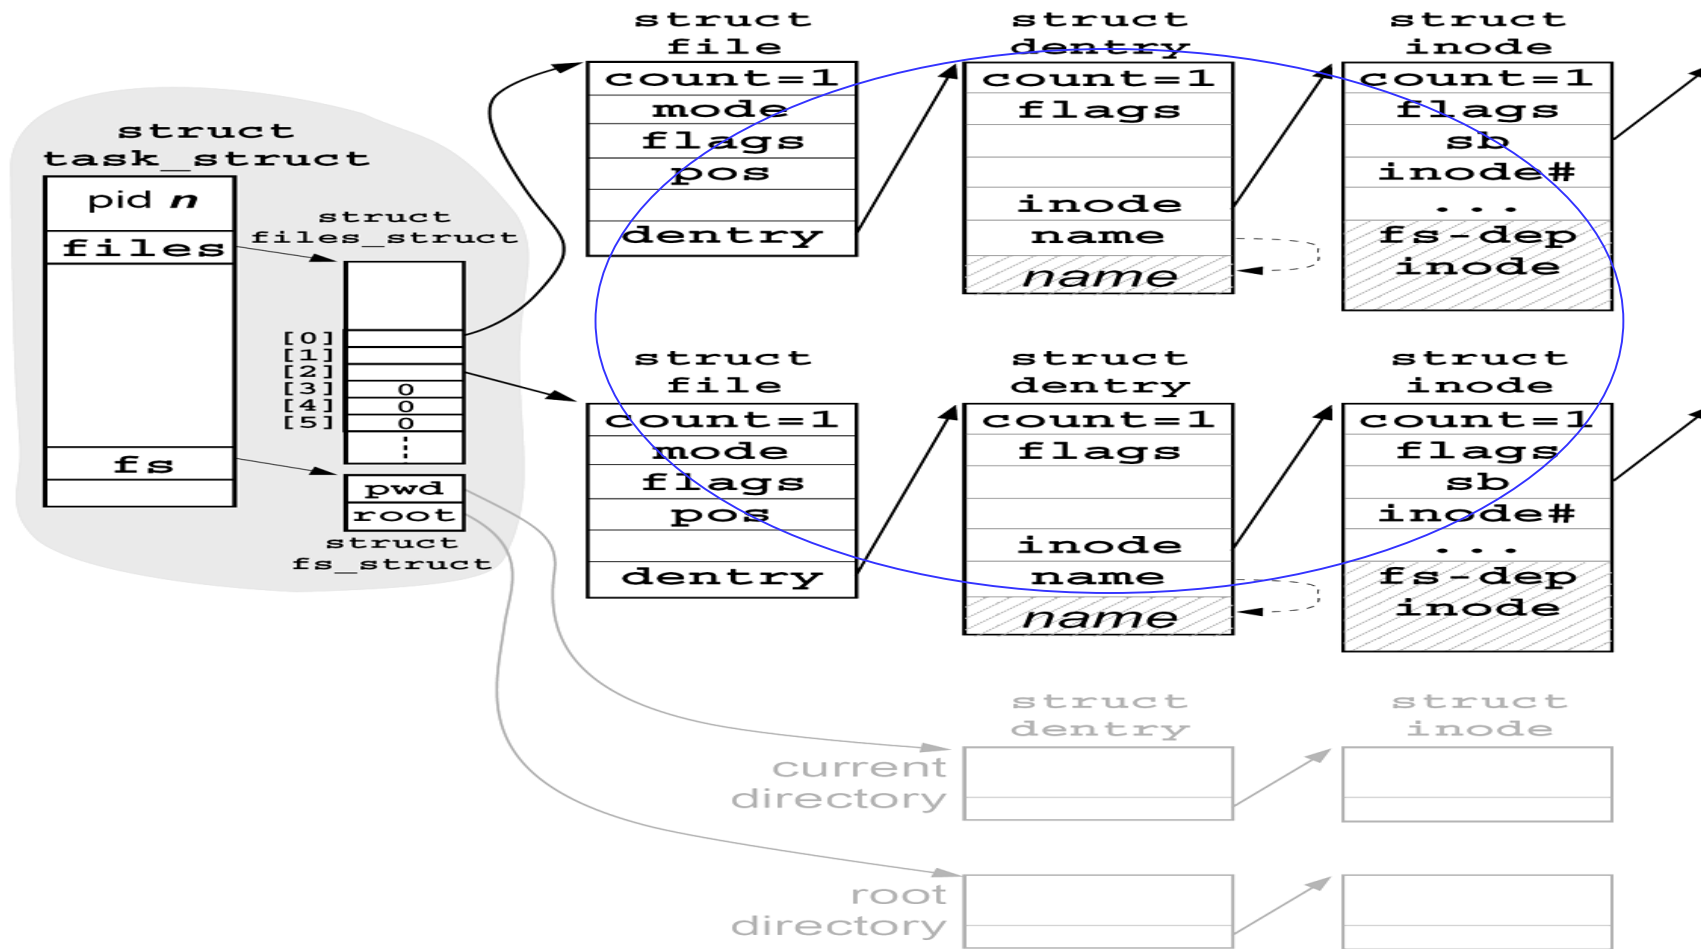 struct
task_struct
pid n
files
fs
struct
files_struct
[0]
[1]
[2]
[3] 0
[4] 0
[5] 0
pwd
root
struct
fs_struct
struct
file
count=1
mode
flags
pos
dentry
struct
dentry
count=1
flags
inode
name
name
struct
inode
count=1
flags
sb
inode#
...
fs-dep
inode
struct
file
count=1
mode
flags
pos
dentry
struct
dentry
count=1
flags
inode
name
name
struct
inode
count=1
flags
sb
inode#
...
fs-dep
inode
struct
dentry
struct
inode
current
directory
root
directory